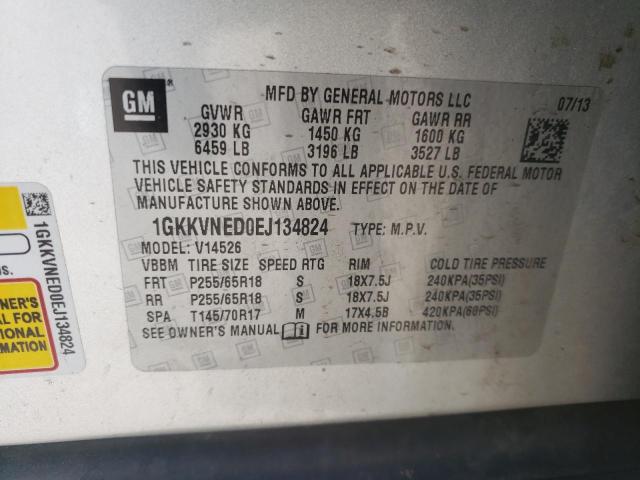 GM
MFD BY GENERAL MOTORS LLC 07/13
GVWR GAWR FRT GAWR RR
2930 KG 1450 KG 1600 KG
6459 LB 3196 LB 3527 LB
THIS VEHICLE CONFORMS TO ALL APPLICABLE U.S. FEDERAL MOTOR
VEHICLE SAFETY STANDARDS IN EFFECT ON THE DATE OF
MANUFACTURE SHOWN ABOVE.
1GKKVNED0EJ134824 TYPE: M.P.V.
MODEL: V14526
VBBM TIRE SIZE SPEED RTG RIM COLD TIRE PRESSURE
FRT P255/65R18 S 18X7.5J 240KPA(35PSI)
RR P255/65R18 S 18X7.5J 240KPA(35PSI)
SPA T145/70R17 M 17X4.5B 420KPA(60PSI)
SEE OWNER'S MANUAL FOR MORE INFORMATION.
1GKKVNED0EJ134824
NER'S
AL FOR
IONAL
MATION